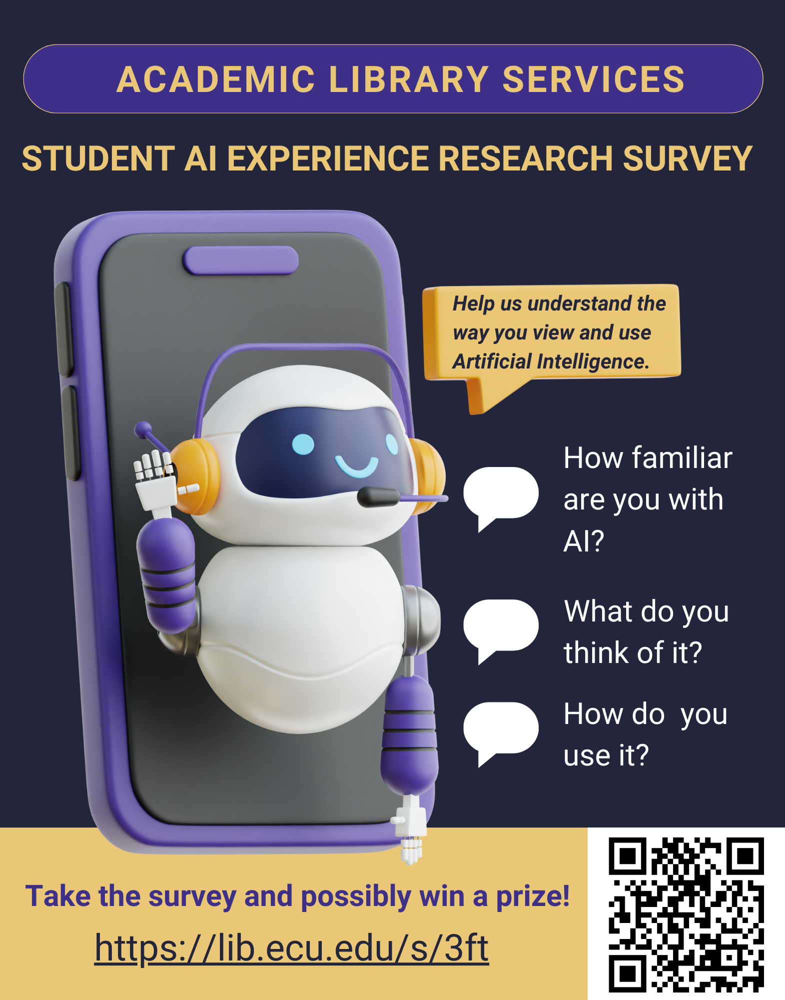 ACADEMIC LIBRARY SERVICES
STUDENT AI EXPERIENCE RESEARCH SURVEY
Help us understand the
way you view and use
Artificial Intelligence.
How familiar
are you with
AI?
What do you
think of it?
How do  you
use it?
Take the survey and possibly win a prize!
https://lib.ecu.edu/s/3ft